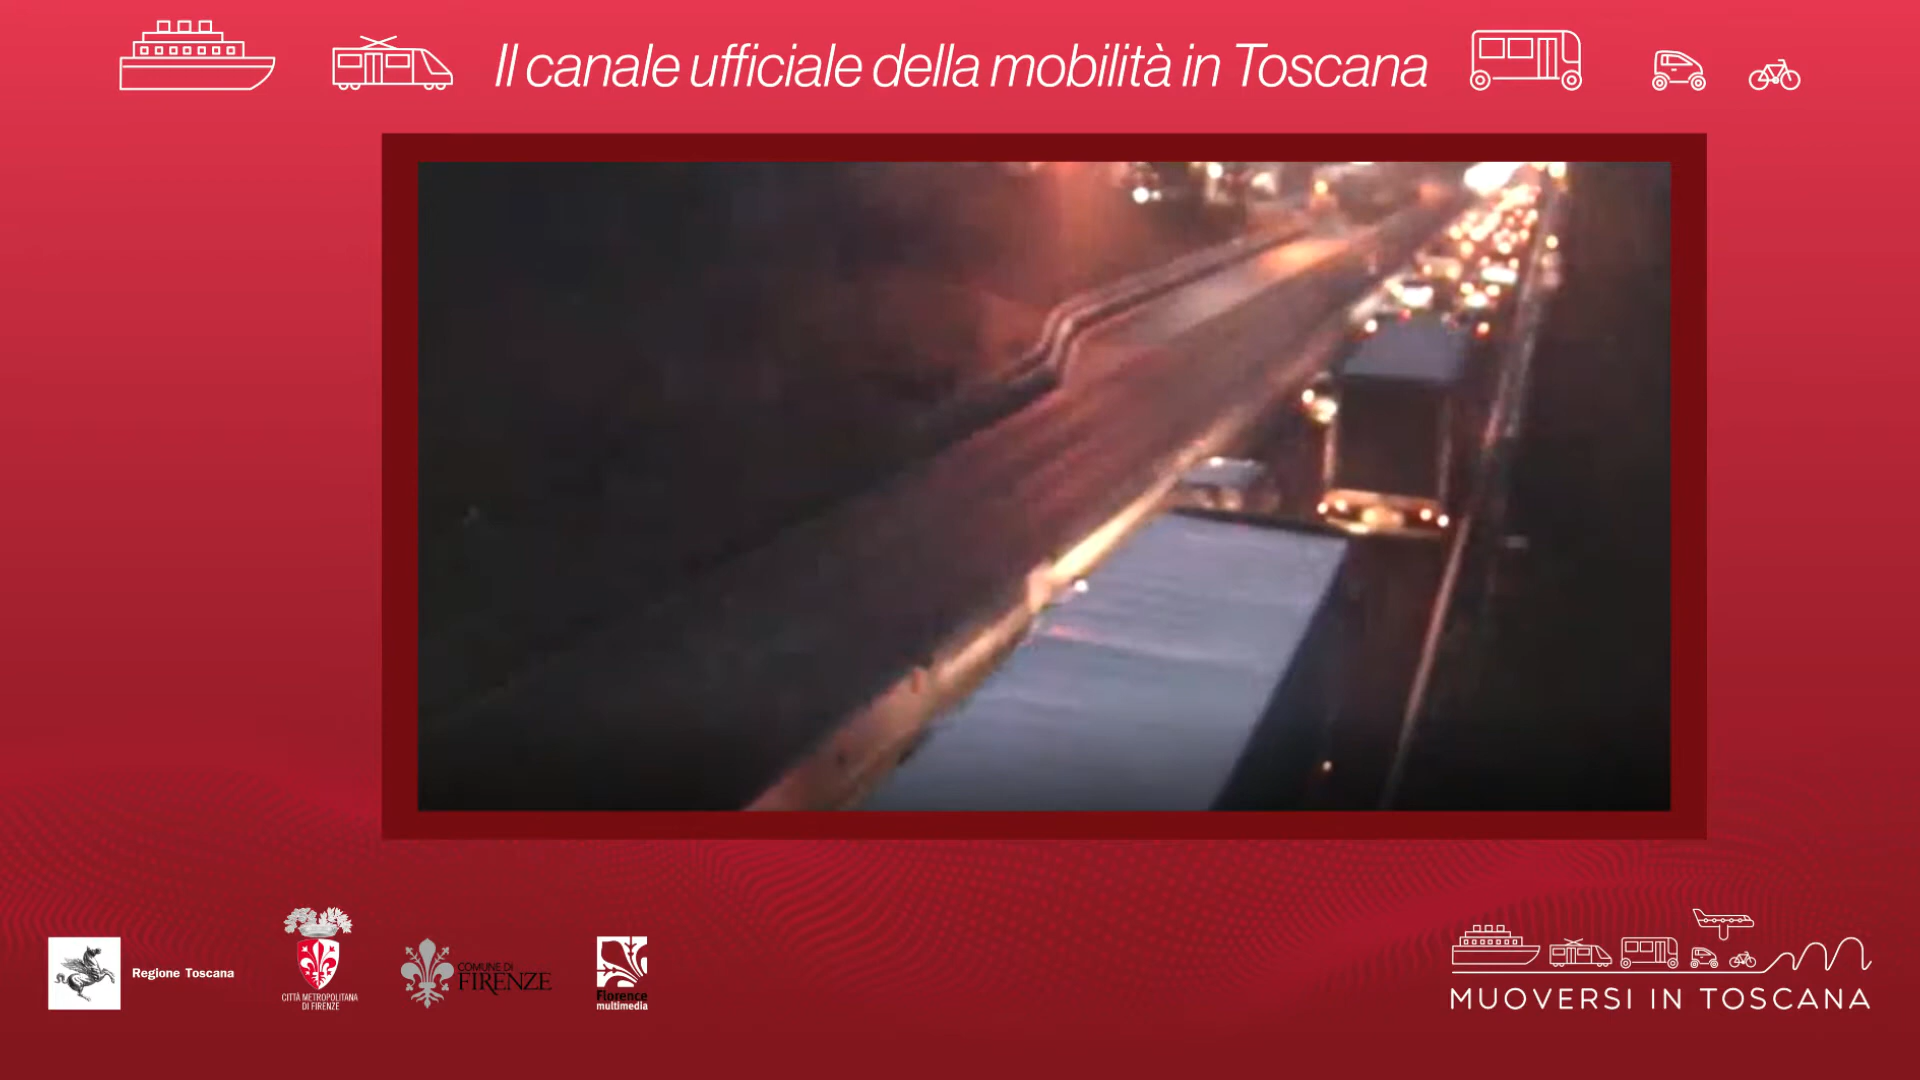 Il canale ufficiale della mobilità in Toscana
Regione Toscana
CITTÀ METROPOLITANA
DI FIRENZE
COMUNE DI
FIRENZE
Florence
multimedia
MUOVERSI IN TOSCANA